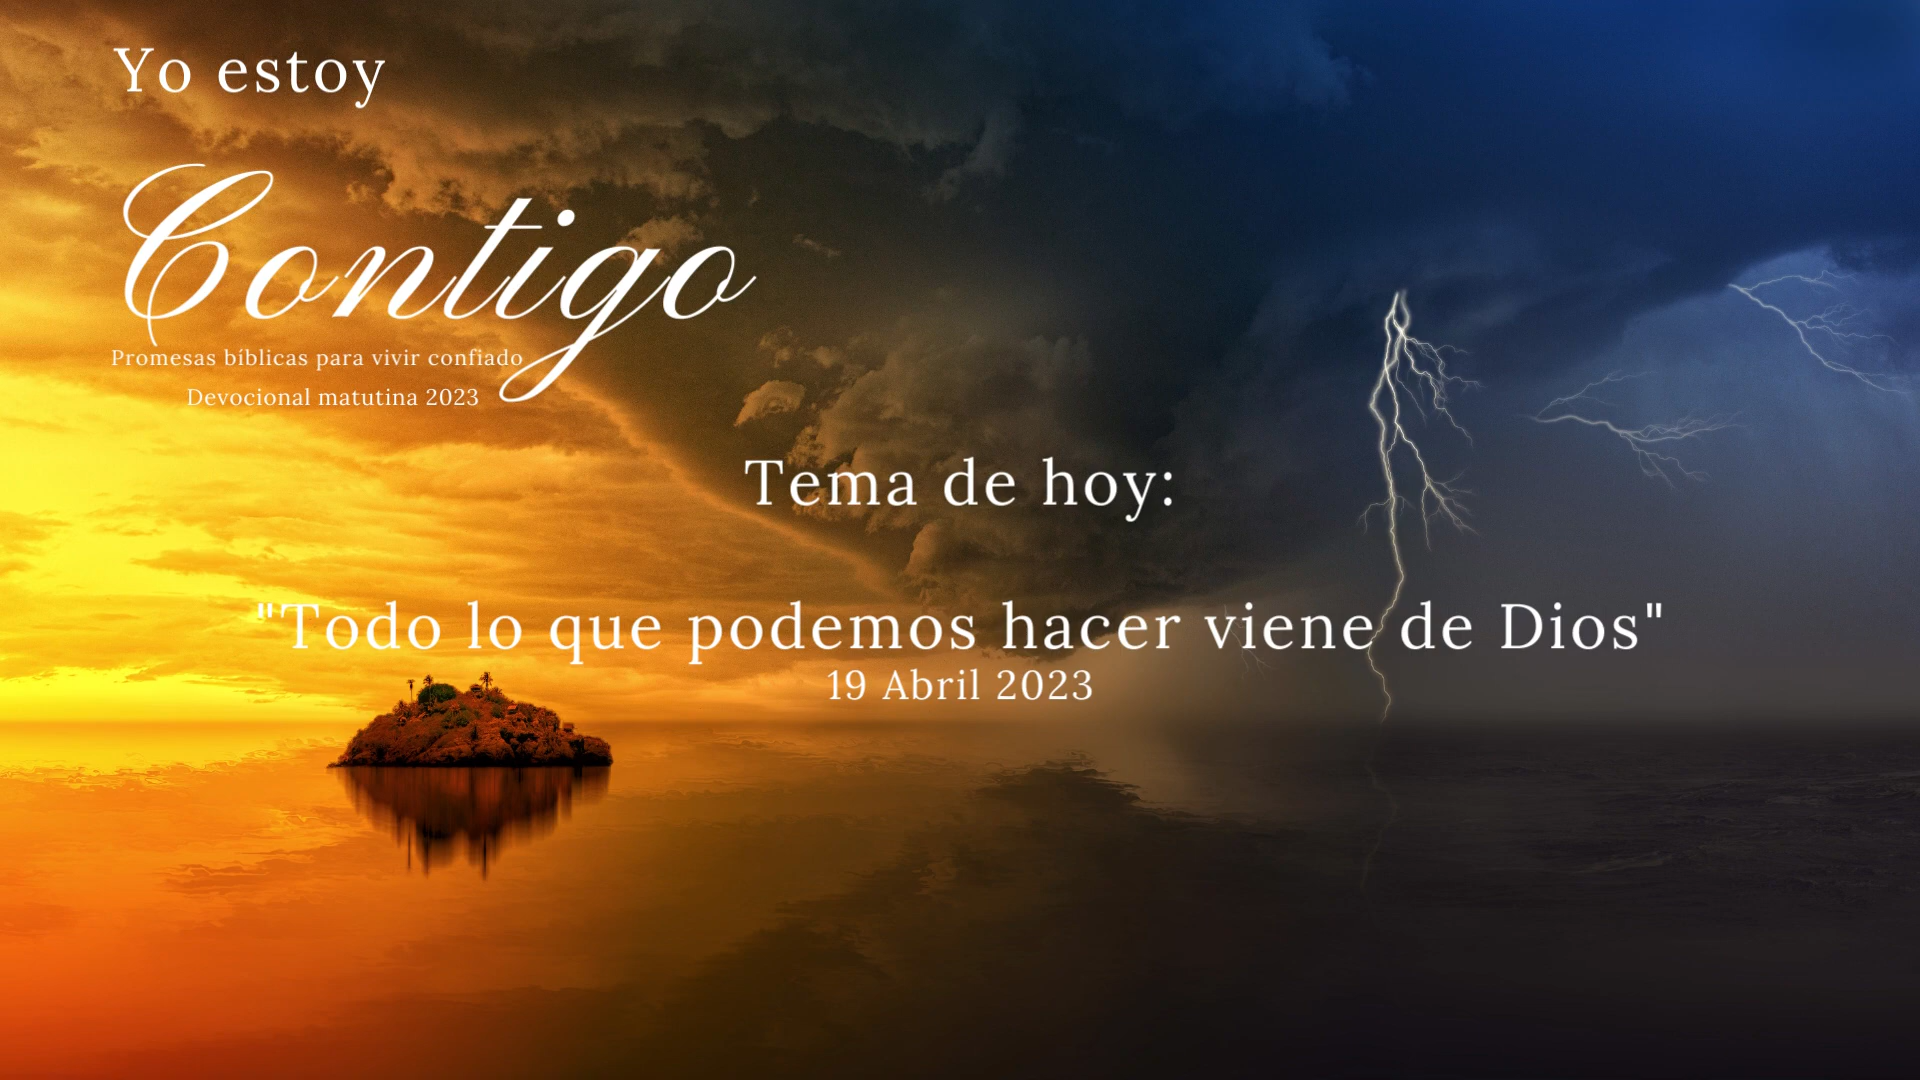 Yo estoy
Contigo
Promesas bíblicas para vivir confiado
Devocional matutina 2023
Tema de hoy:
"Todo lo que podemos hacer viene de Dios"
19 Abril 2023